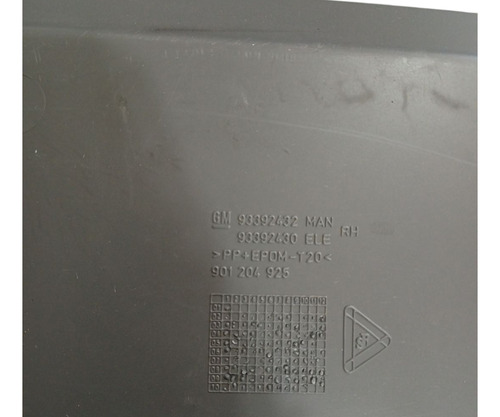 GM 93392432 MAN
93392430 ELE RH
>PP+EPDM-T20<
901 204 925